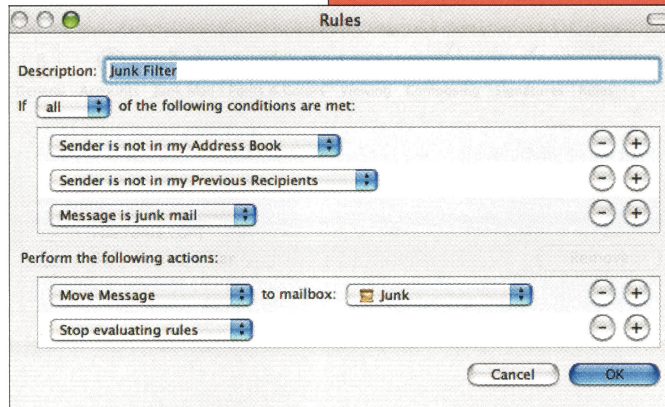 Rules
Description: Junk Filter
If all of the following conditions are met:
Sender is not in my Address Book
Sender is not in my Previous Recipients
Message is junk mail
Perform the following actions:
Move Message to mailbox: Junk
Stop evaluating rules
Cancel OK